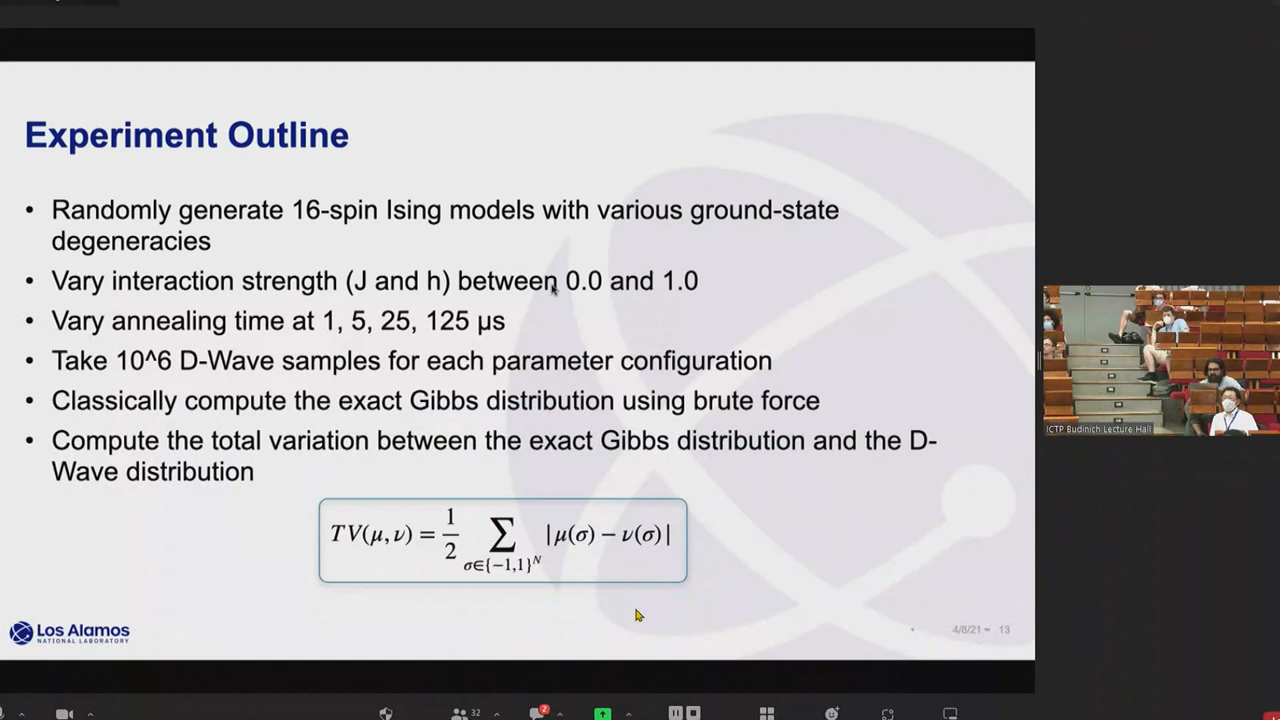 Experiment Outline
• Randomly generate 16-spin Ising models with various ground-state
degeneracies
• Vary interaction strength (J and h) between 0.0 and 1.0
• Vary annealing time at 1, 5, 25, 125 µs
• Take 10^6 D-Wave samples for each parameter configuration
• Classically compute the exact Gibbs distribution using brute force
• Compute the total variation between the exact Gibbs distribution and the D-
Wave distribution
TV(μ, ν) = 1/2 ∑ σ∈{−1,1}^N |μ(σ) − ν(σ)|
Los Alamos
NATIONAL LABORATORY
4/8/21 - 13
ICTP Budinich Lecture Hall
32
2